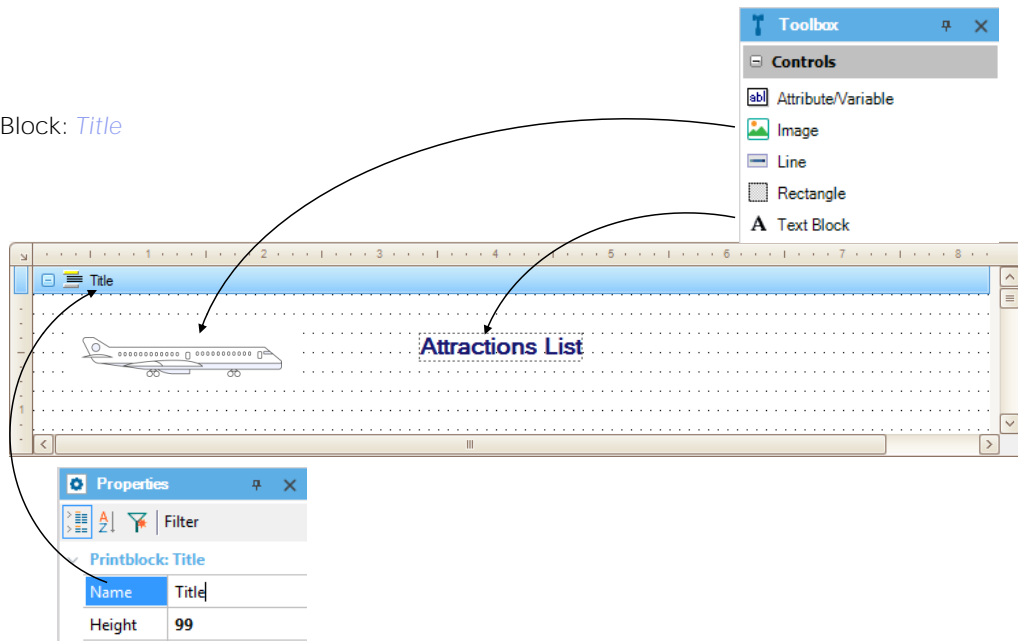 Toolbox
Controls
Attribute/Variable
Block: Title
Image
Line
Rectangle
A Text Block
1 2 3 4 5 6 7 8
Title
Attractions List
1
Properties
A
Z
Filter
Printblock: Title
Name Title
Height 99